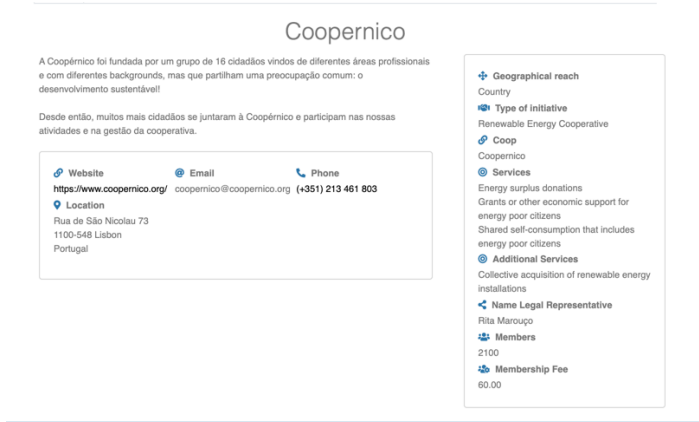 Coopernico
A Coopérnico foi fundada por um grupo de 16 cidadãos vindos de diferentes áreas profissionais
e com diferentes backgrounds, mas que partilham uma preocupação comum: o
desenvolvimento sustentável!
Desde então, muitos mais cidadãos se juntaram à Coopérnico e participam nas nossas
atividades e na gestão da cooperativa.
Website
https://www.coopernico.org/
Email
coopernico@coopernico.org
Phone
(+351) 213 461 803
Location
Rua de São Nicolau 73
1100-548 Lisbon
Portugal
Geographical reach
Country
Type of initiative
Renewable Energy Cooperative
Coop
Coopernico
Services
Energy surplus donations
Grants or other economic support for
energy poor citizens
Shared self-consumption that includes
energy poor citizens
Additional Services
Collective acquisition of renewable energy
installations
Name Legal Representative
Rita Marouço
Members
2100
Membership Fee
60.00